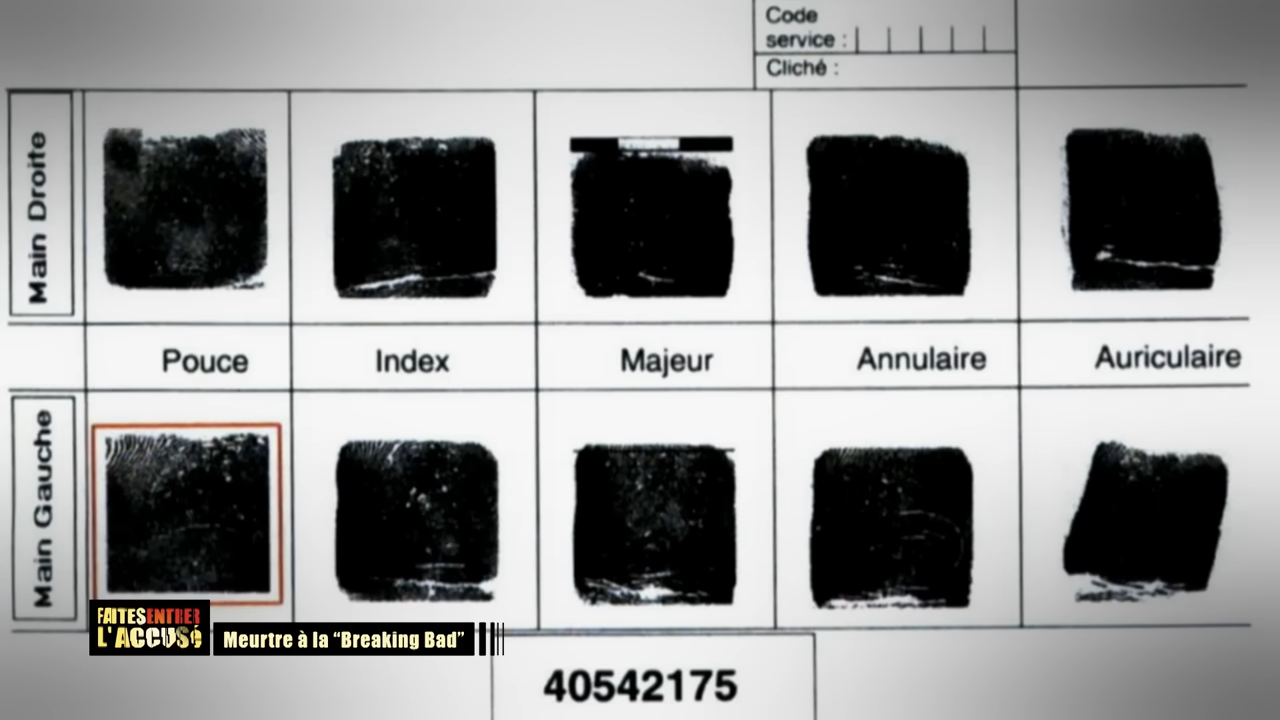 Code
service :
Cliché :
Main Droite
Pouce
Index
Majeur
Annulaire
Auriculaire
Main Gauche
FAITES ENTRER
L'ACCUSÉ
Meurtre à la “Breaking Bad”
40542175